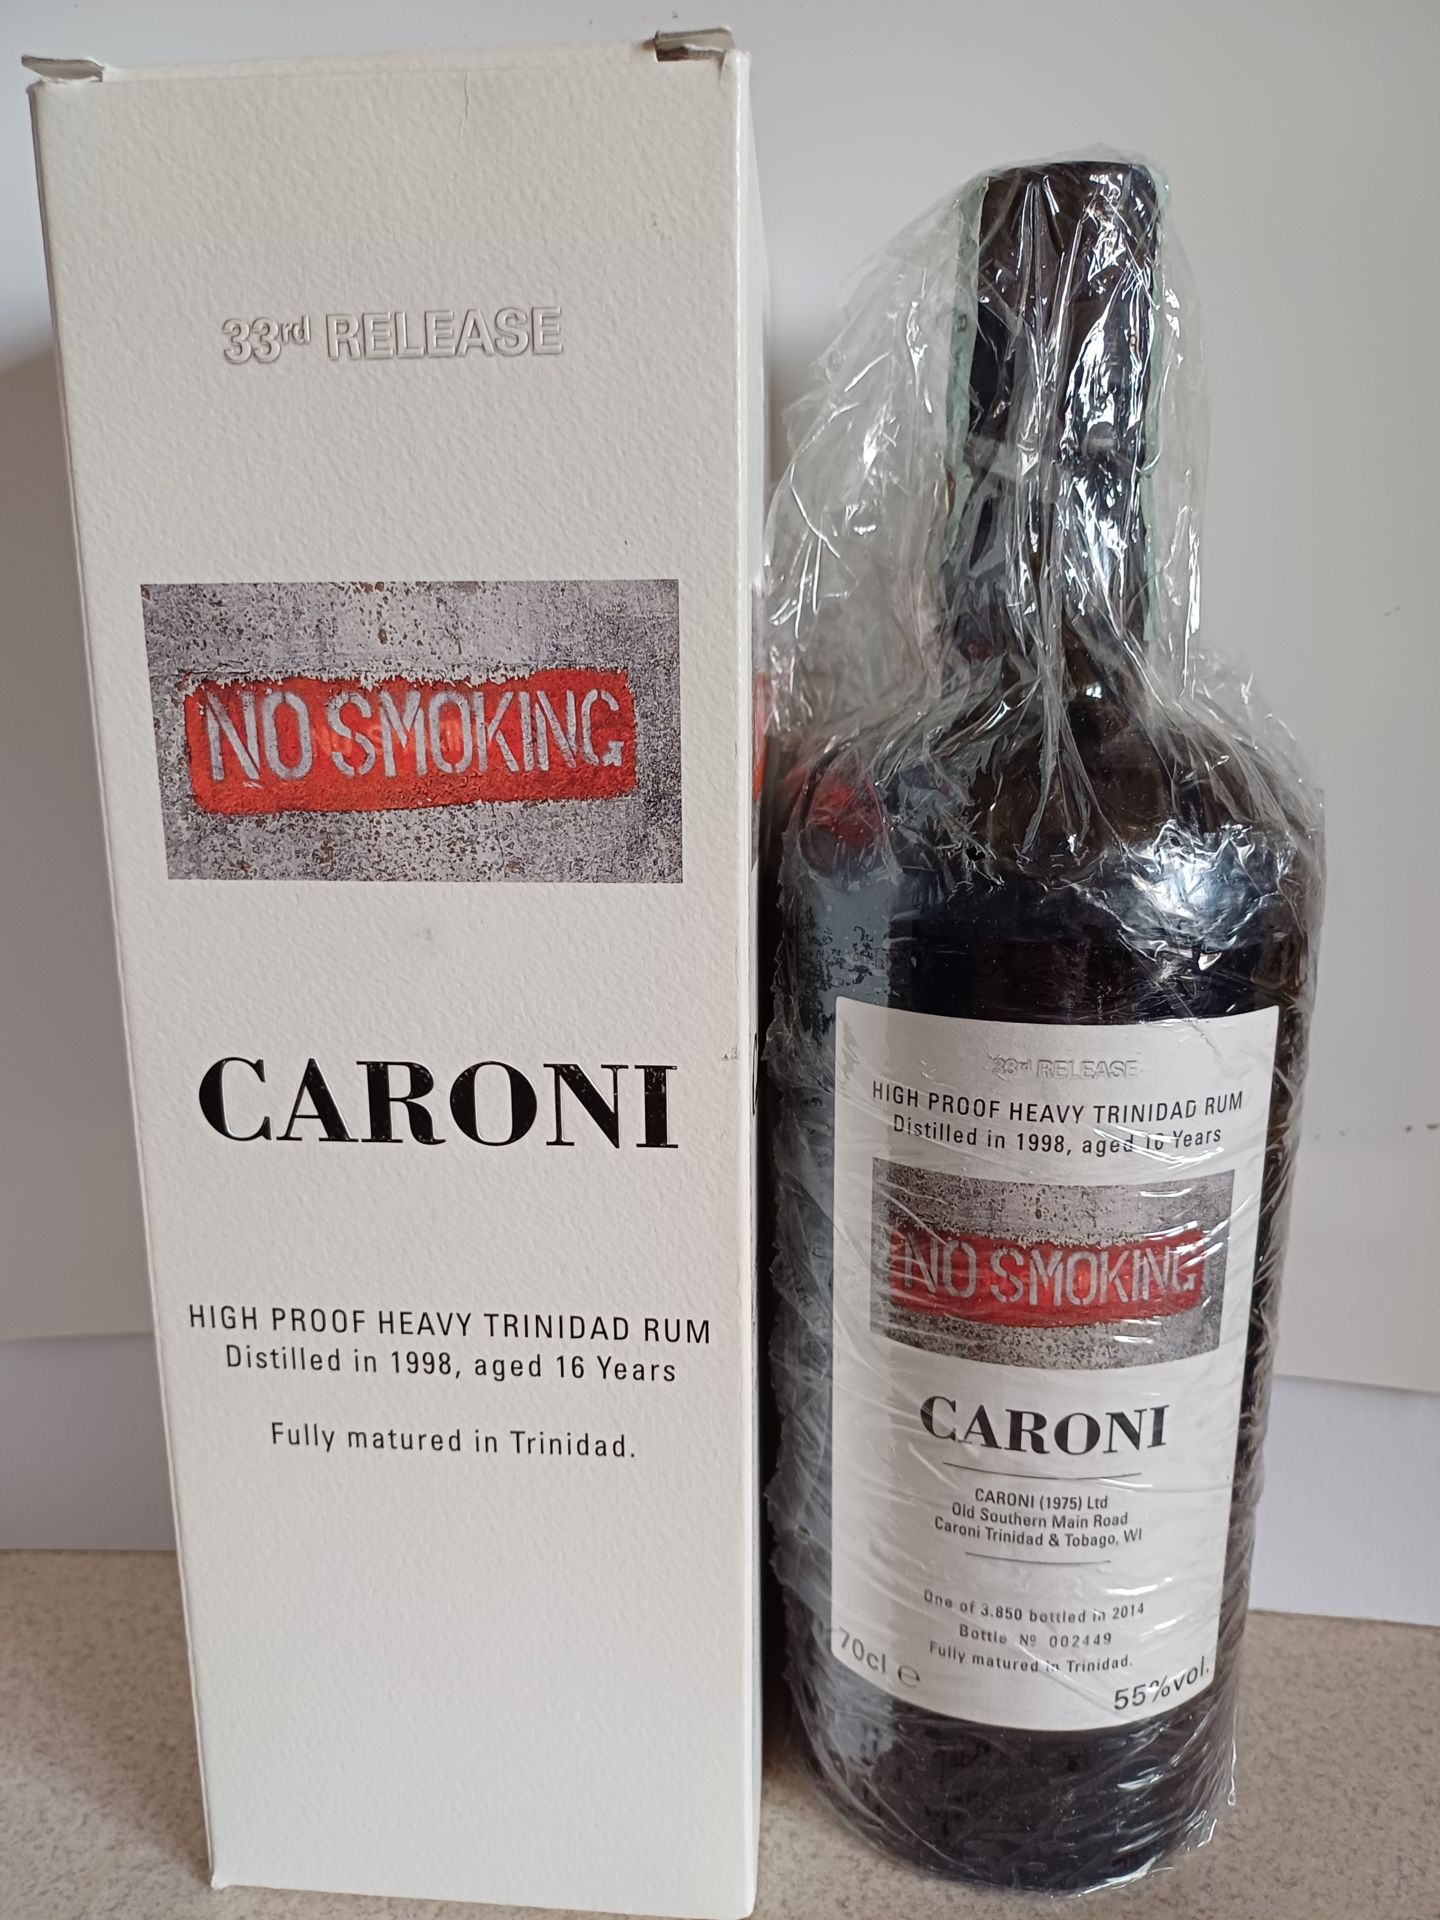 33rd RELEASE
NO SMOKING
CARONI
HIGH PROOF HEAVY TRINIDAD RUM
Distilled in 1998, aged 16 Years
Fully matured in Trinidad.
33rd RELEASE
HIGH PROOF HEAVY TRINIDAD RUM
Distilled in 1998, aged 16 Years
NO SMOKING
CARONI
CARONI (1975) Ltd
Old Southern Main Road
Caroni Trinidad & Tobago, WI
One of 3.850 bottled in 2014
Bottle Nº 002449
Fully matured in Trinidad.
70cl ℮
55%vol.